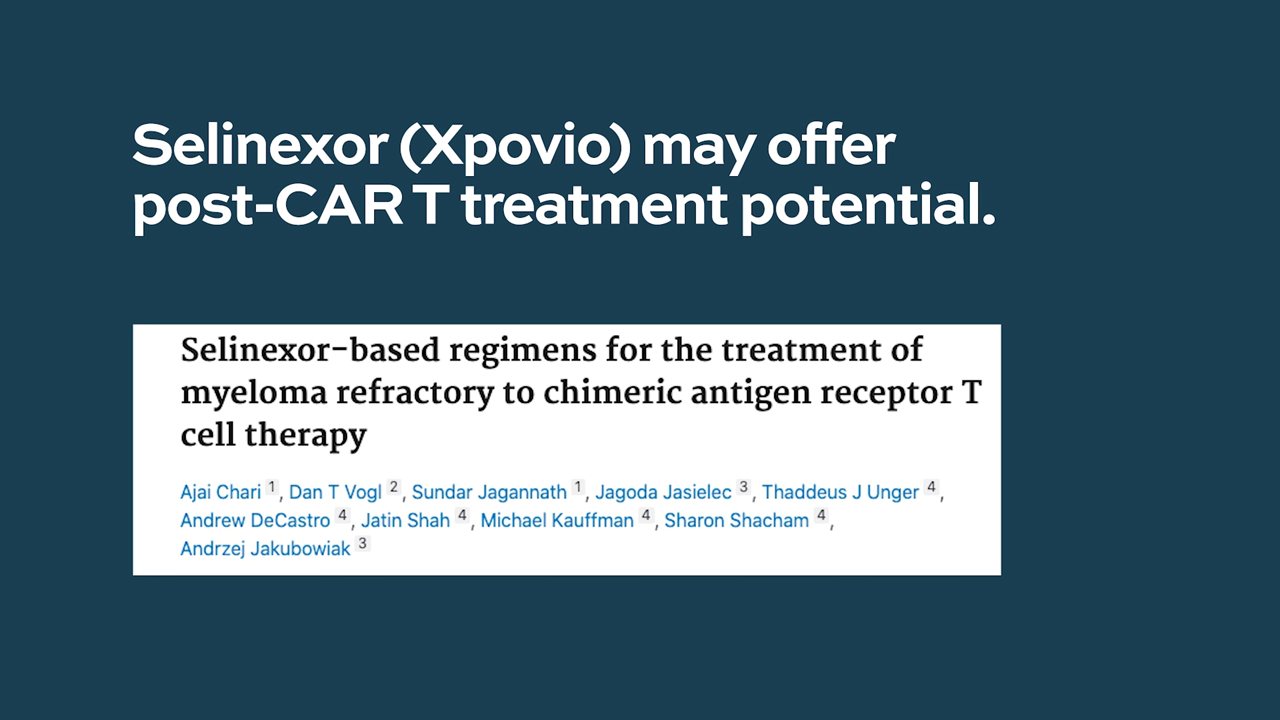 Selinexor (Xpovio) may offer
post-CAR T treatment potential.
Selinexor-based regimens for the treatment of
myeloma refractory to chimeric antigen receptor T
cell therapy
Ajai Chari 1, Dan T Vogl 2, Sundar Jagannath 1, Jagoda Jasielec 3, Thaddeus J Unger 4,
Andrew DeCastro 4, Jatin Shah 4, Michael Kauffman 4, Sharon Shacham 4,
Andrzej Jakubowiak 3